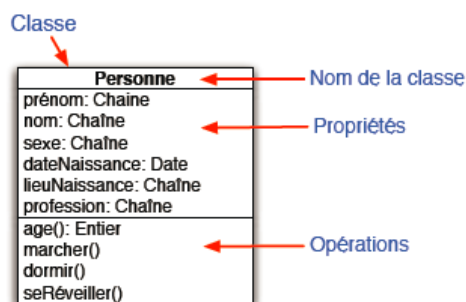 Classe
Personne
Nom de la classe
prénom: Chaine
nom: Chaîne
Propriétés
sexe: Chaîne
dateNaissance: Date
lieuNaissance: Chaîne
profession: Chaîne
age(): Entier
marcher()
Opérations
dormir()
seRéveiller()